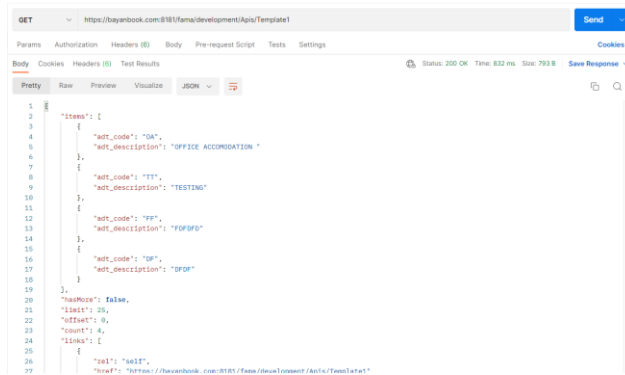 GET https://bayanbook.com:8181/fama/development/Apis/Template1 Send
Params Authorization Headers (6) Body Pre-request Script Tests Settings Cookies
Body Cookies Headers (6) Test Results Status: 200 OK Time: 832 ms Size: 793 B Save Response
Pretty Raw Preview Visualize JSON
1 {
2 "items": [
3 {
4 "adt_code": "OA",
5 "adt_description": "OFFICE ACCOMODATION "
6 },
7 {
8 "adt_code": "TT",
9 "adt_description": "TESTING"
10 },
11 {
12 "adt_code": "FF",
13 "adt_description": "FDFDFD"
14 },
15 {
16 "adt_code": "DF",
17 "adt_description": "DFDF"
18 }
19 ],
20 "hasMore": false,
21 "limit": 25,
22 "offset": 0,
23 "count": 4,
24 "links": [
25 {
26 "rel": "self",
27 "href": "https://bayanbook.com:8181/fama/development/Apis/Template1"